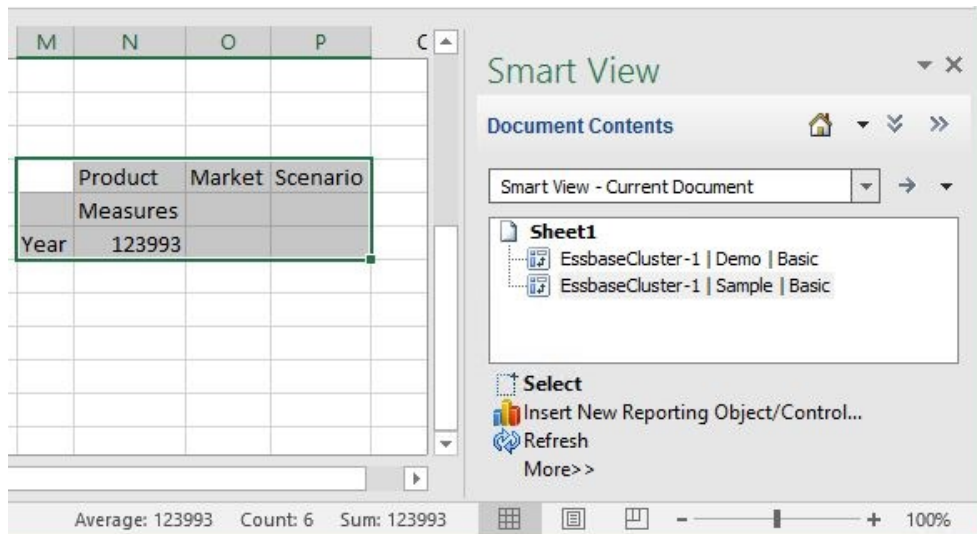 M N O P C
Product Market Scenario
Measures
Year 123993
Smart View
Document Contents
Smart View - Current Document
Sheet1
EssbaseCluster-1 | Demo | Basic
EssbaseCluster-1 | Sample | Basic
Select
Insert New Reporting Object/Control...
Refresh
More>>
Average: 123993 Count: 6 Sum: 123993 100%